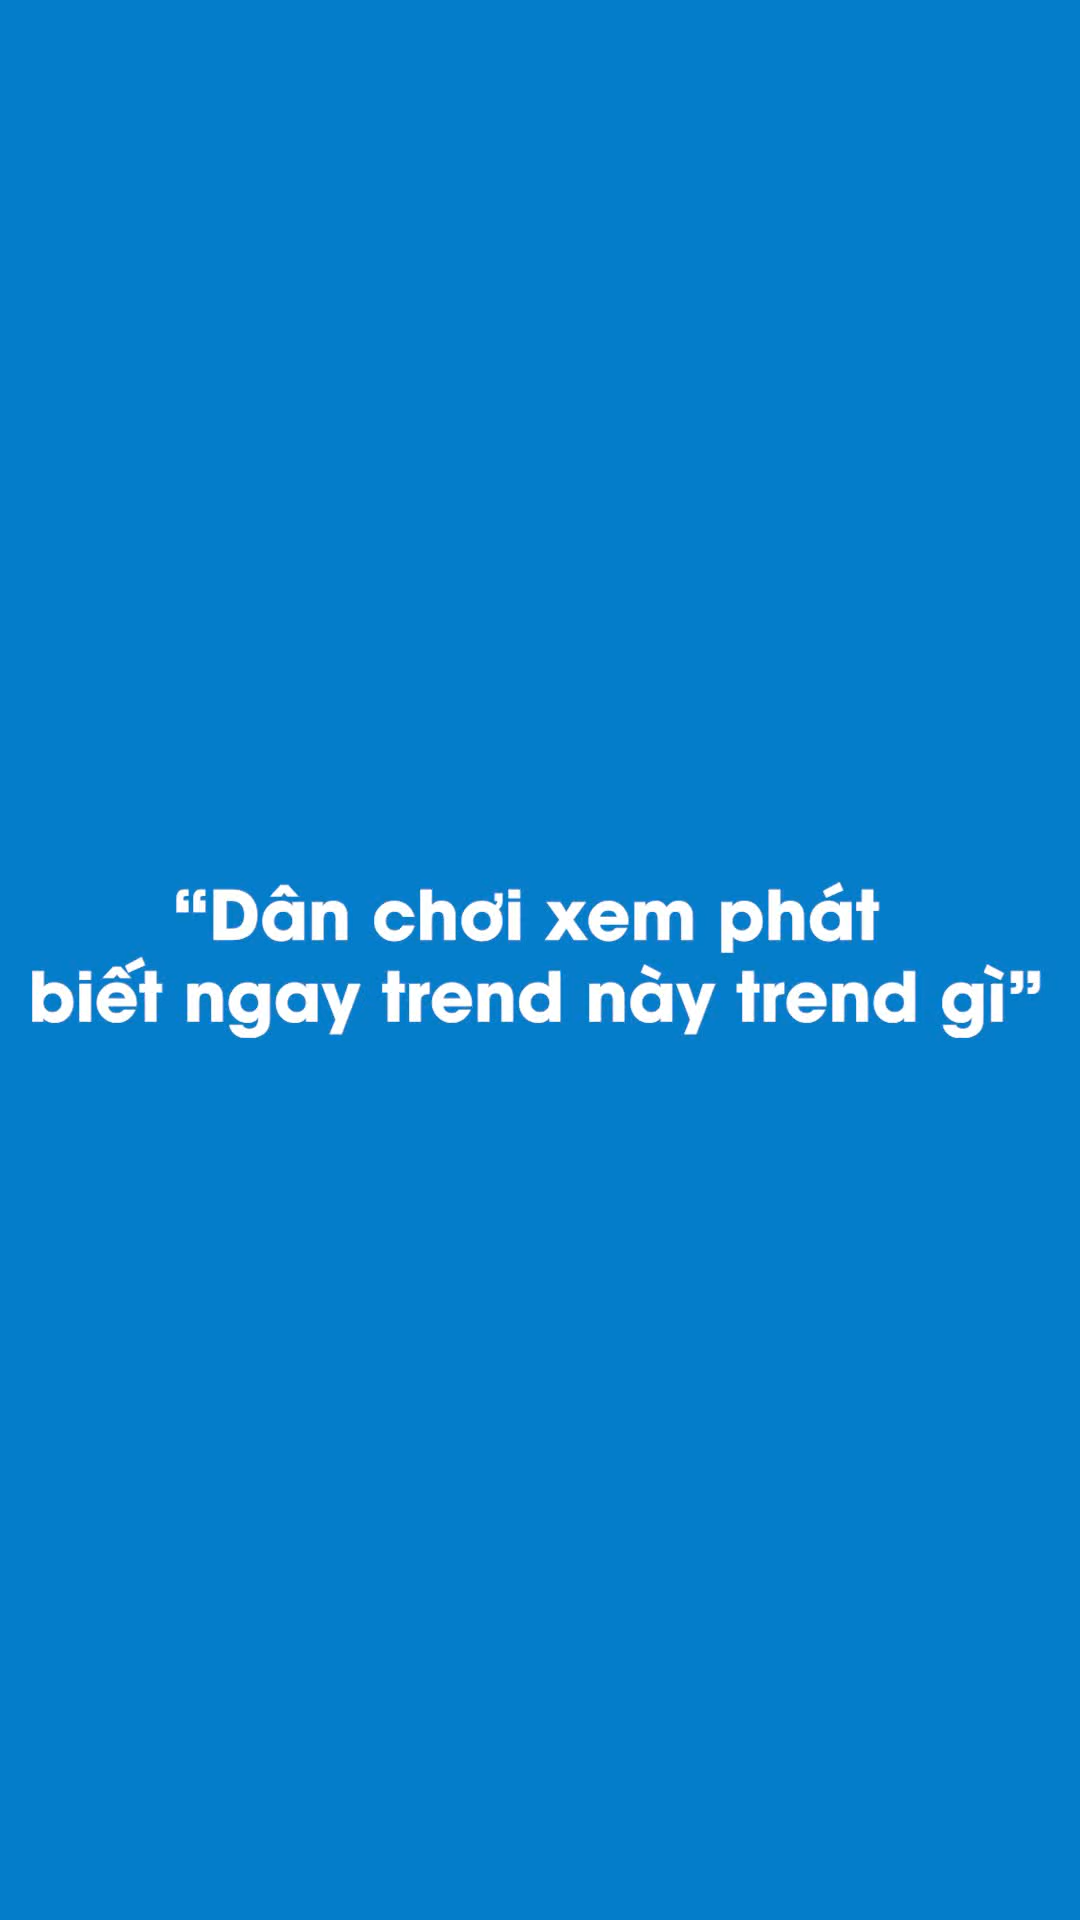 “Dân chơi xem phát
biết ngay trend này trend gì”